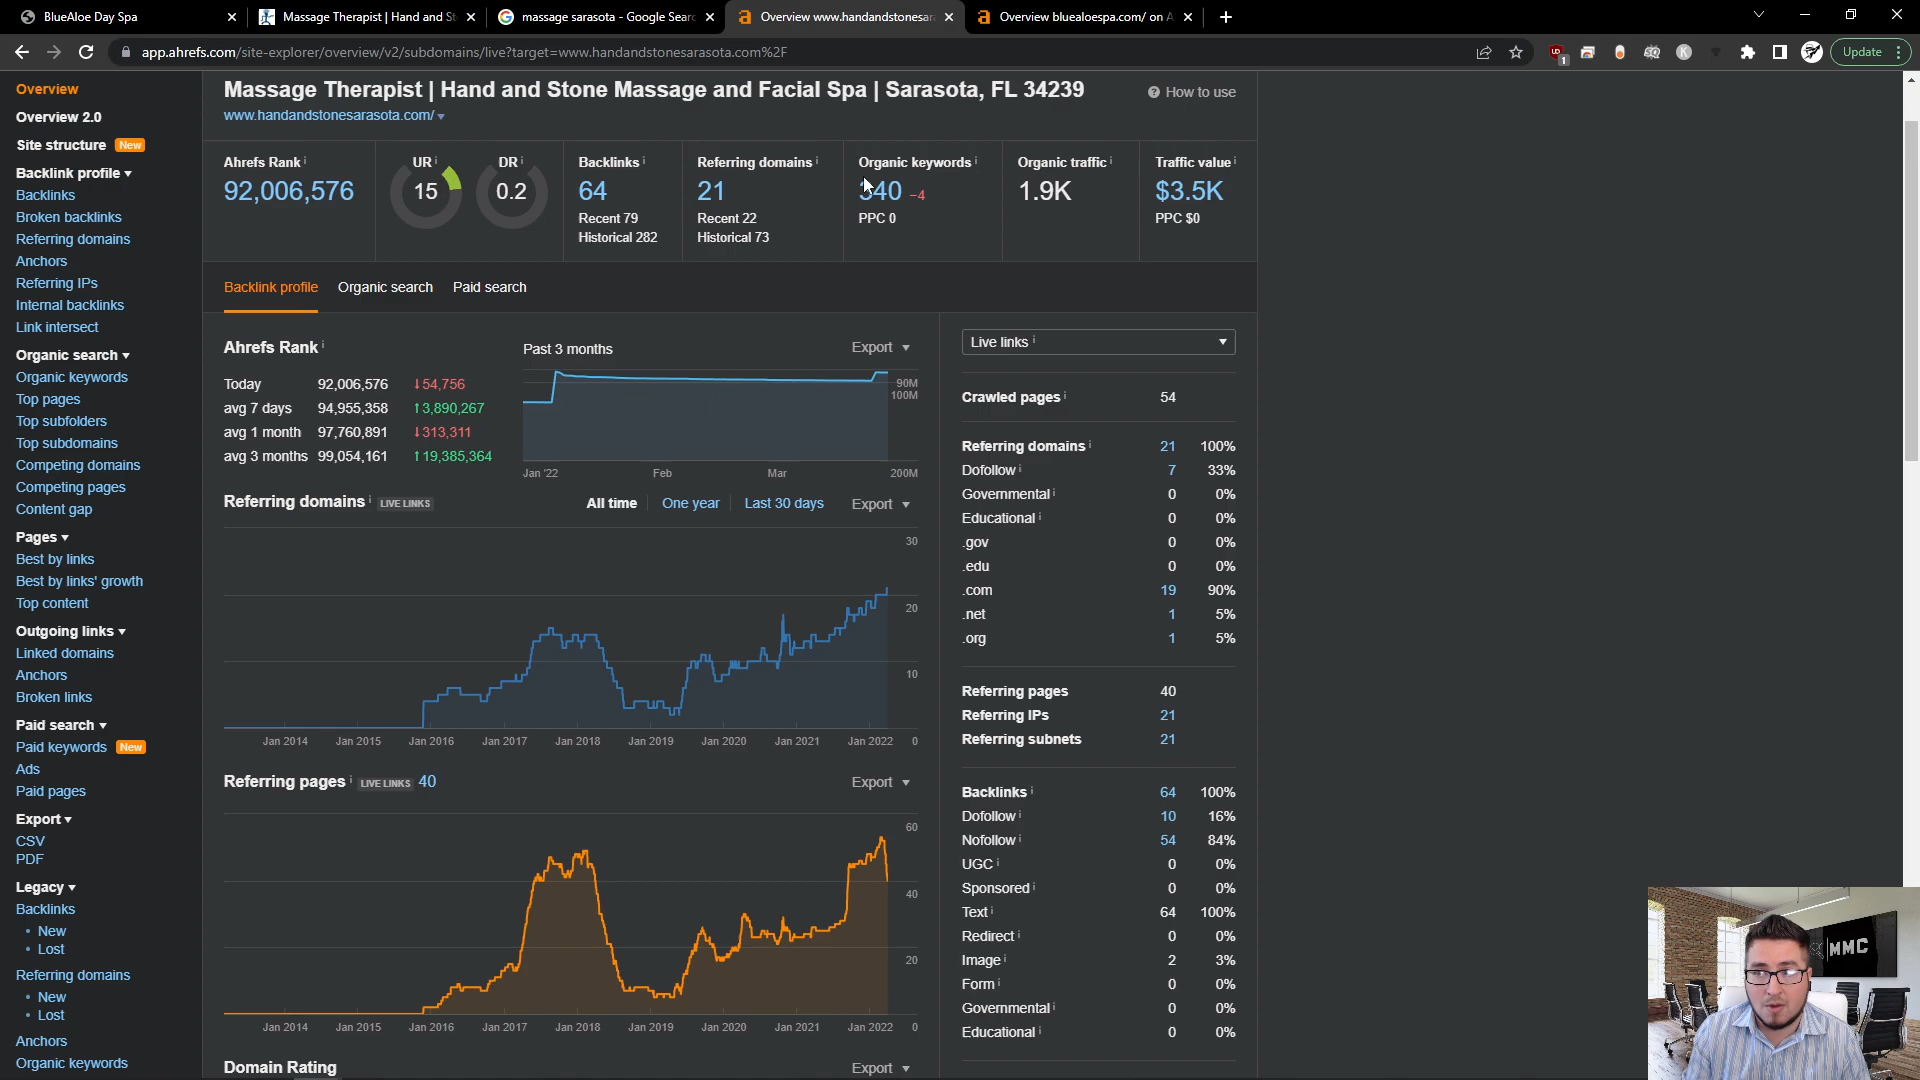 BlueAloe Day Spa
Massage Therapist | Hand and St
massage sarasota - Google Searc
Overview www.handandstonesara
Overview bluealoespa.com/ on A
app.ahrefs.com/site-explorer/overview/v2/subdomains/live?target=www.handandstonesarasota.com%2F
Update
Overview
Overview 2.0
Site structure New
Backlink profile
Backlinks
Broken backlinks
Referring domains
Anchors
Referring IPs
Internal backlinks
Link intersect
Organic search
Organic keywords
Top pages
Top subfolders
Top subdomains
Competing domains
Competing pages
Content gap
Pages
Best by links
Best by links' growth
Top content
Outgoing links
Linked domains
Anchors
Broken links
Paid search
Paid keywords New
Ads
Paid pages
Export
CSV
PDF
Legacy
Backlinks
• New
• Lost
Referring domains
• New
• Lost
Anchors
Organic keywords
Massage Therapist | Hand and Stone Massage and Facial Spa | Sarasota, FL 34239
How to use
www.handandstonesarasota.com/
Ahrefs Rank
92,006,576
UR
15
DR
0.2
Backlinks
64
Recent 79
Historical 282
Referring domains
21
Recent 22
Historical 73
Organic keywords
340 -4
PPC 0
Organic traffic
1.9K
Traffic value
$3.5K
PPC $0
Backlink profile Organic search Paid search
Ahrefs Rank
Past 3 months
Export
Today 92,006,576 ↓54,756
avg 7 days 94,955,358 ↑3,890,267
avg 1 month 97,760,891 ↓313,311
avg 3 months 99,054,161 ↑19,385,364
90M
100M
Jan '22 Feb Mar 200M
Referring domains LIVE LINKS
All time One year Last 30 days Export
30
20
10
Jan 2014 Jan 2015 Jan 2016 Jan 2017 Jan 2018 Jan 2019 Jan 2020 Jan 2021 Jan 2022 0
Referring pages LIVE LINKS 40
Export
60
40
20
Jan 2014 Jan 2015 Jan 2016 Jan 2017 Jan 2018 Jan 2019 Jan 2020 Jan 2021 Jan 2022 0
Domain Rating
Export
Live links
Crawled pages 54
Referring domains 21 100%
Dofollow 7 33%
Governmental 0 0%
Educational 0 0%
.gov 0 0%
.edu 0 0%
.com 19 90%
.net 1 5%
.org 1 5%
Referring pages 40
Referring IPs 21
Referring subnets 21
Backlinks 64 100%
Dofollow 10 16%
Nofollow 54 84%
UGC 0 0%
Sponsored 0 0%
Text 64 100%
Redirect 0 0%
Image 2 3%
Form 0 0%
Governmental 0 0%
Educational 0 0%
MMC